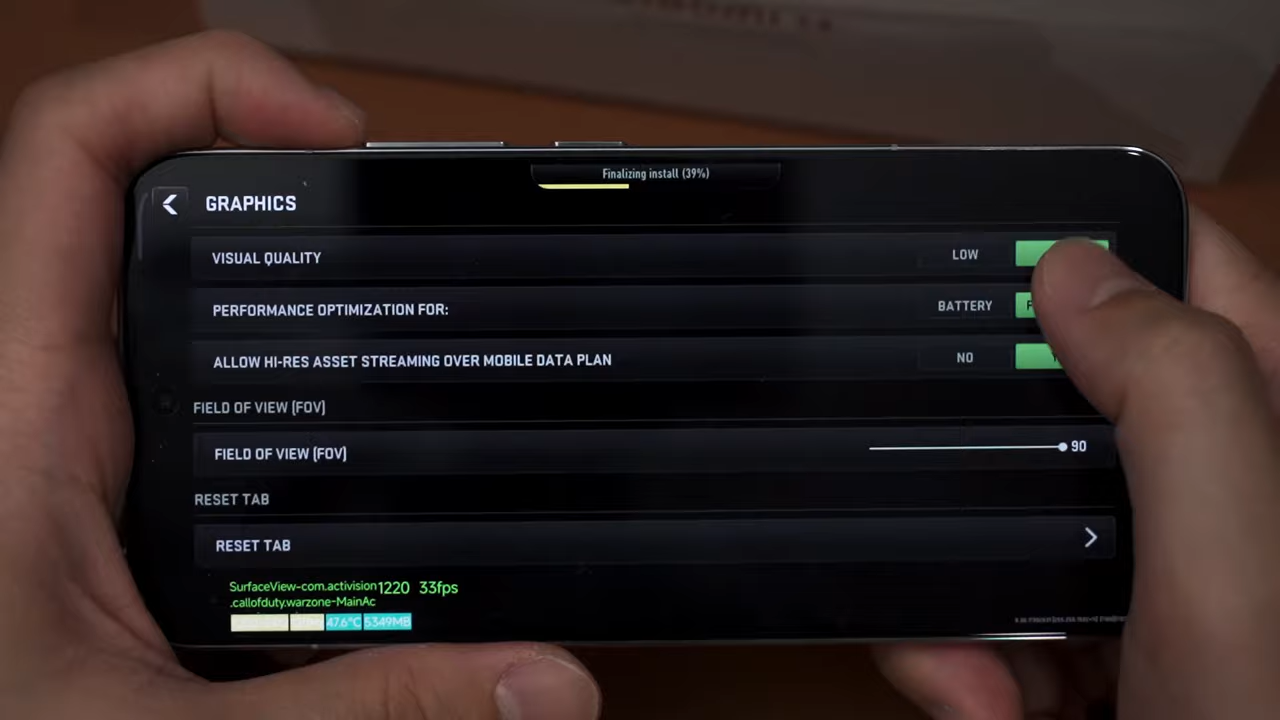 Finalizing install (39%)
GRAPHICS
VISUAL QUALITY LOW
PERFORMANCE OPTIMIZATION FOR: BATTERY
ALLOW HI-RES ASSET STREAMING OVER MOBILE DATA PLAN NO
FIELD OF VIEW (FOV)
FIELD OF VIEW (FOV) 90
RESET TAB
RESET TAB
SurfaceView-com.activision 1220 33fps
.callofduty.warzone-MainAc
47.6°C 5349MB